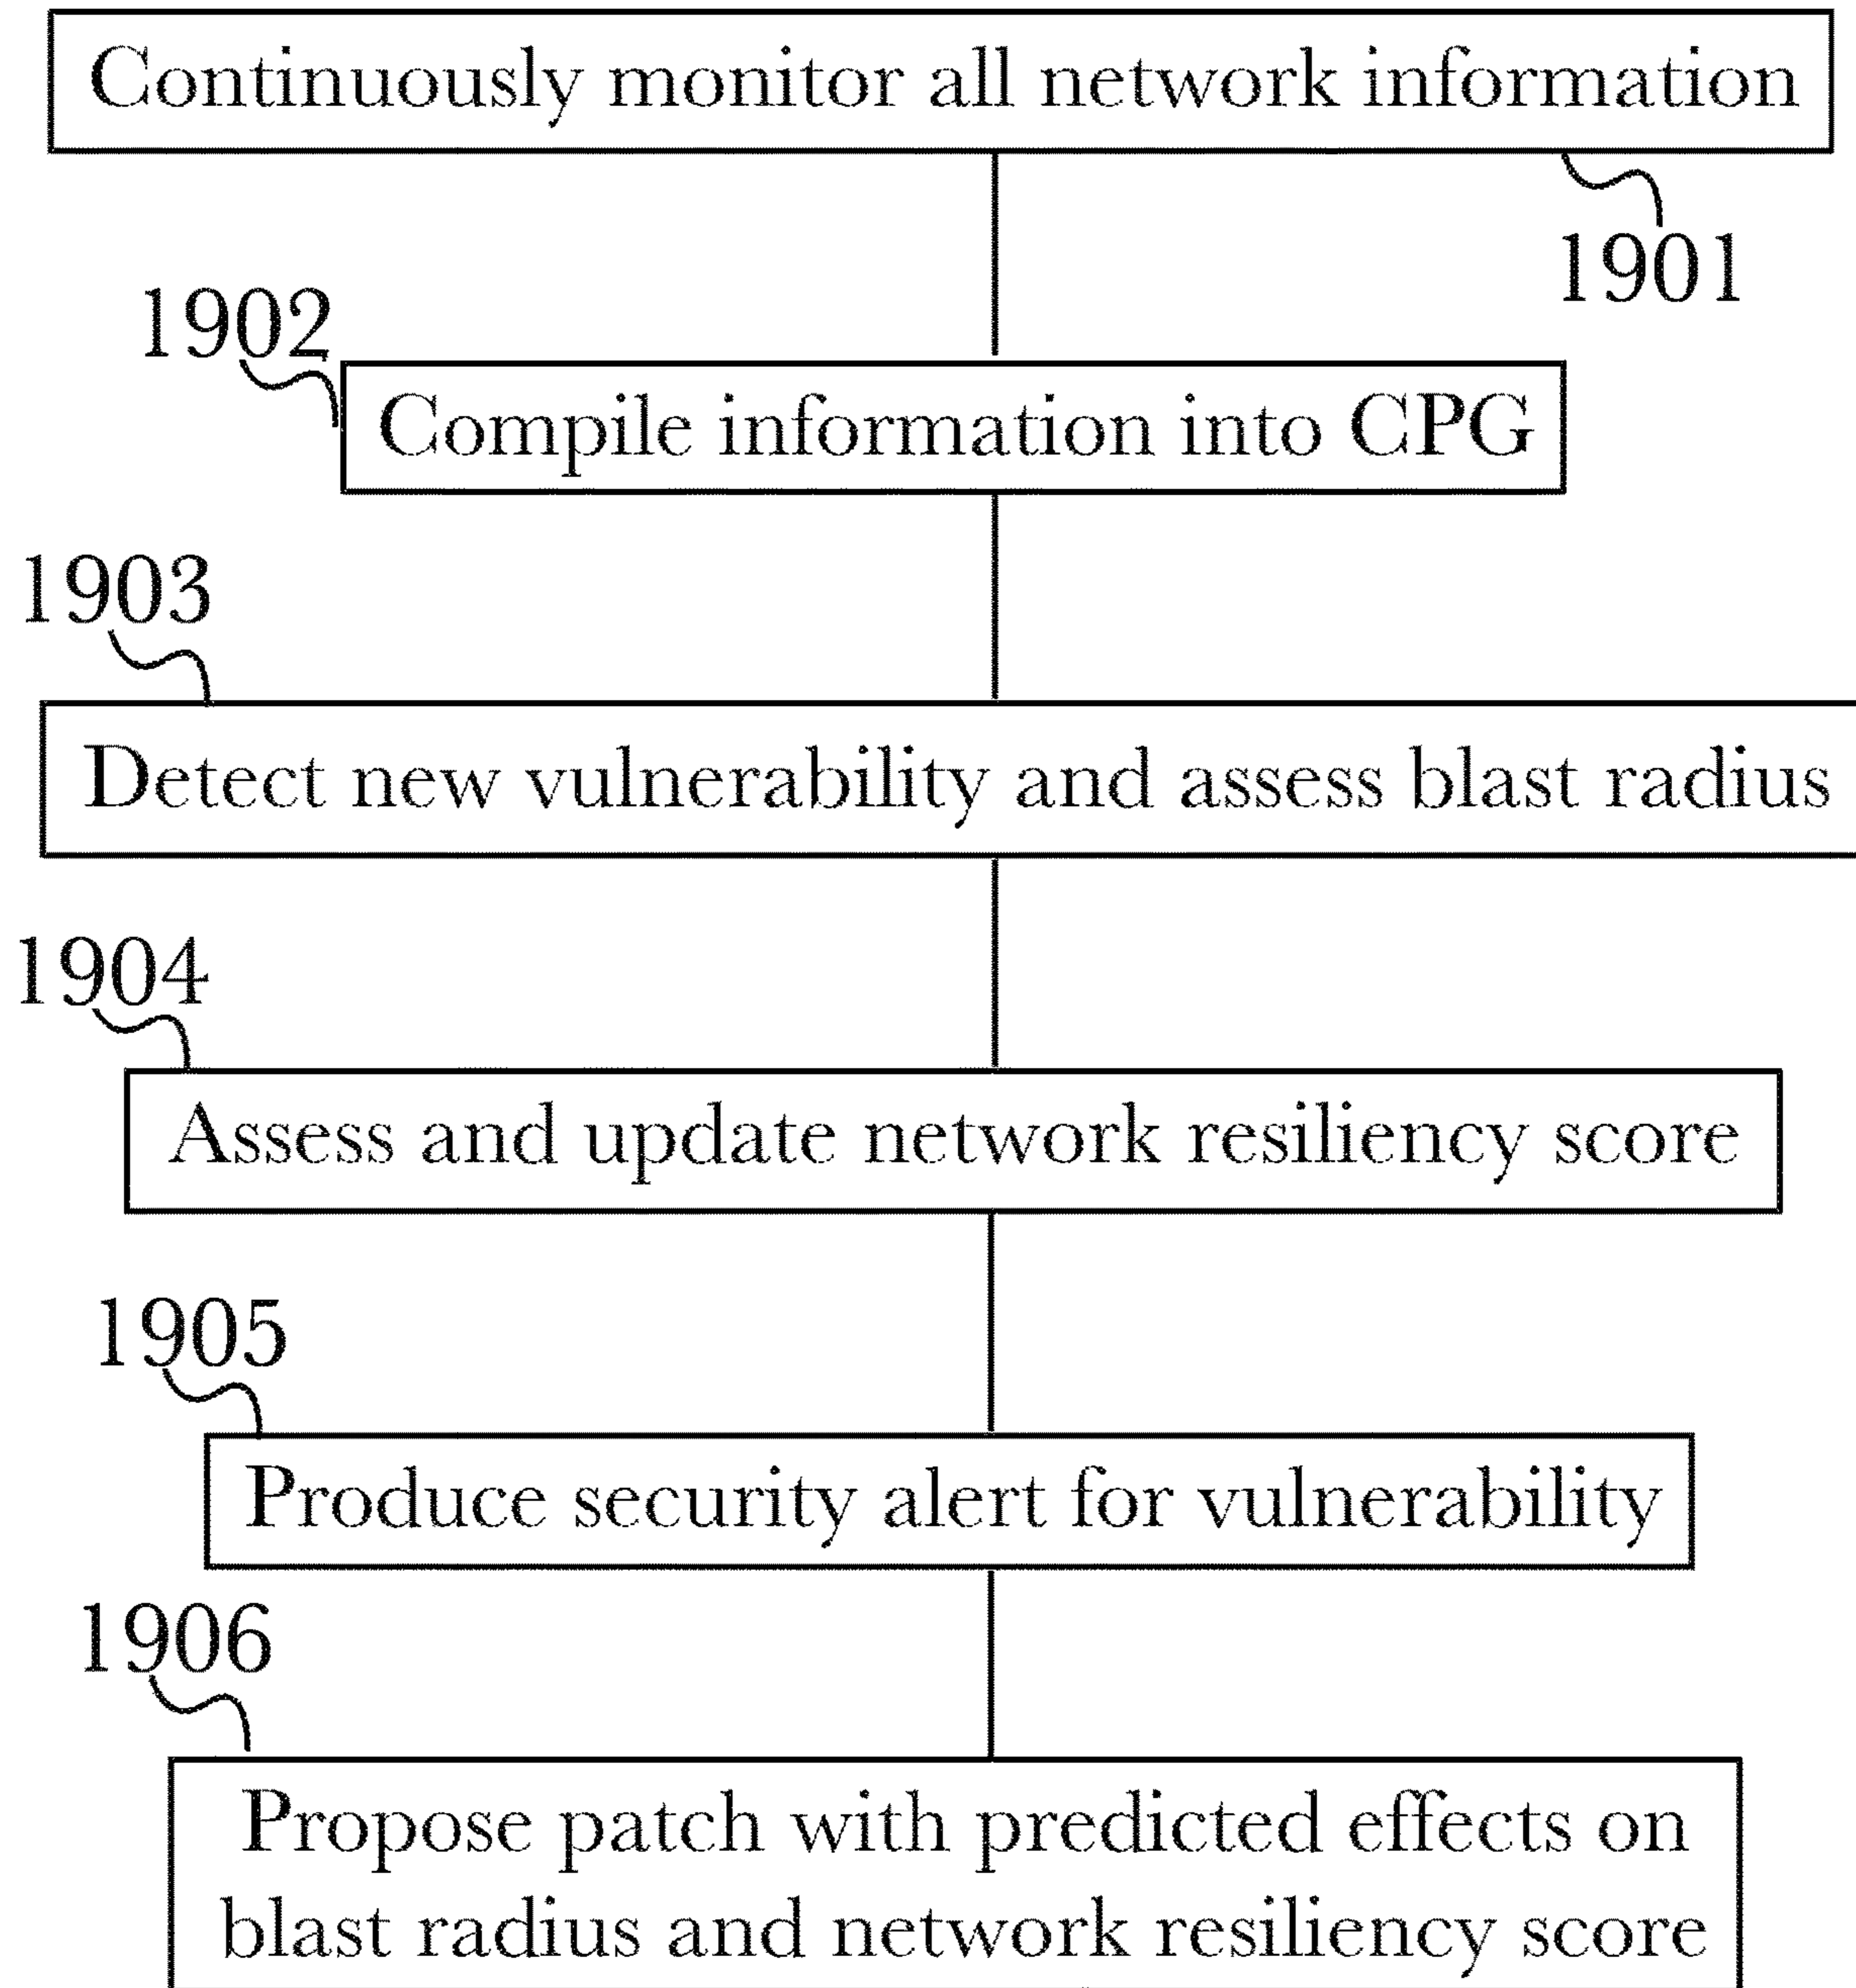 Continuously monitor all network information
1901
1902
Compile information into CPG
1903
Detect new vulnerability and assess blast radius
1904
Assess and update network resiliency score
1905
Produce security alert for vulnerability
1906
Propose patch with predicted effects on
blast radius and network resiliency score